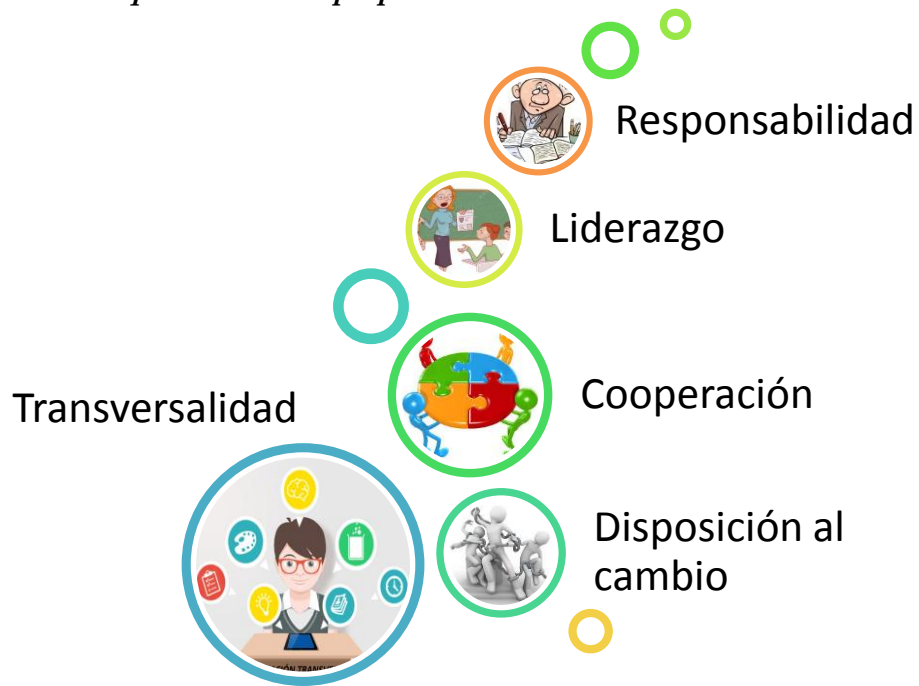 Responsabilidad
Liderazgo
Cooperación
Transversalidad
Disposición al
cambio